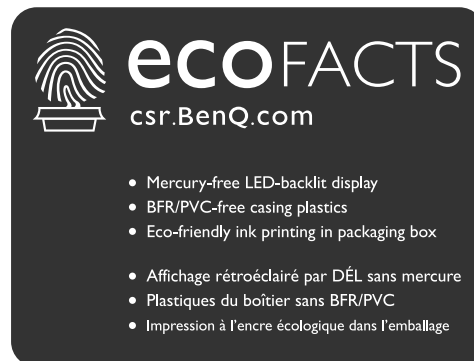 ecoFACTS
csr.BenQ.com
• Mercury-free LED-backlit display
• BFR/PVC-free casing plastics
• Eco-friendly ink printing in packaging box
• Affichage rétroéclairé par DÉL sans mercure
• Plastiques du boîtier sans BFR/PVC
• Impression à l'encre écologique dans l'emballage